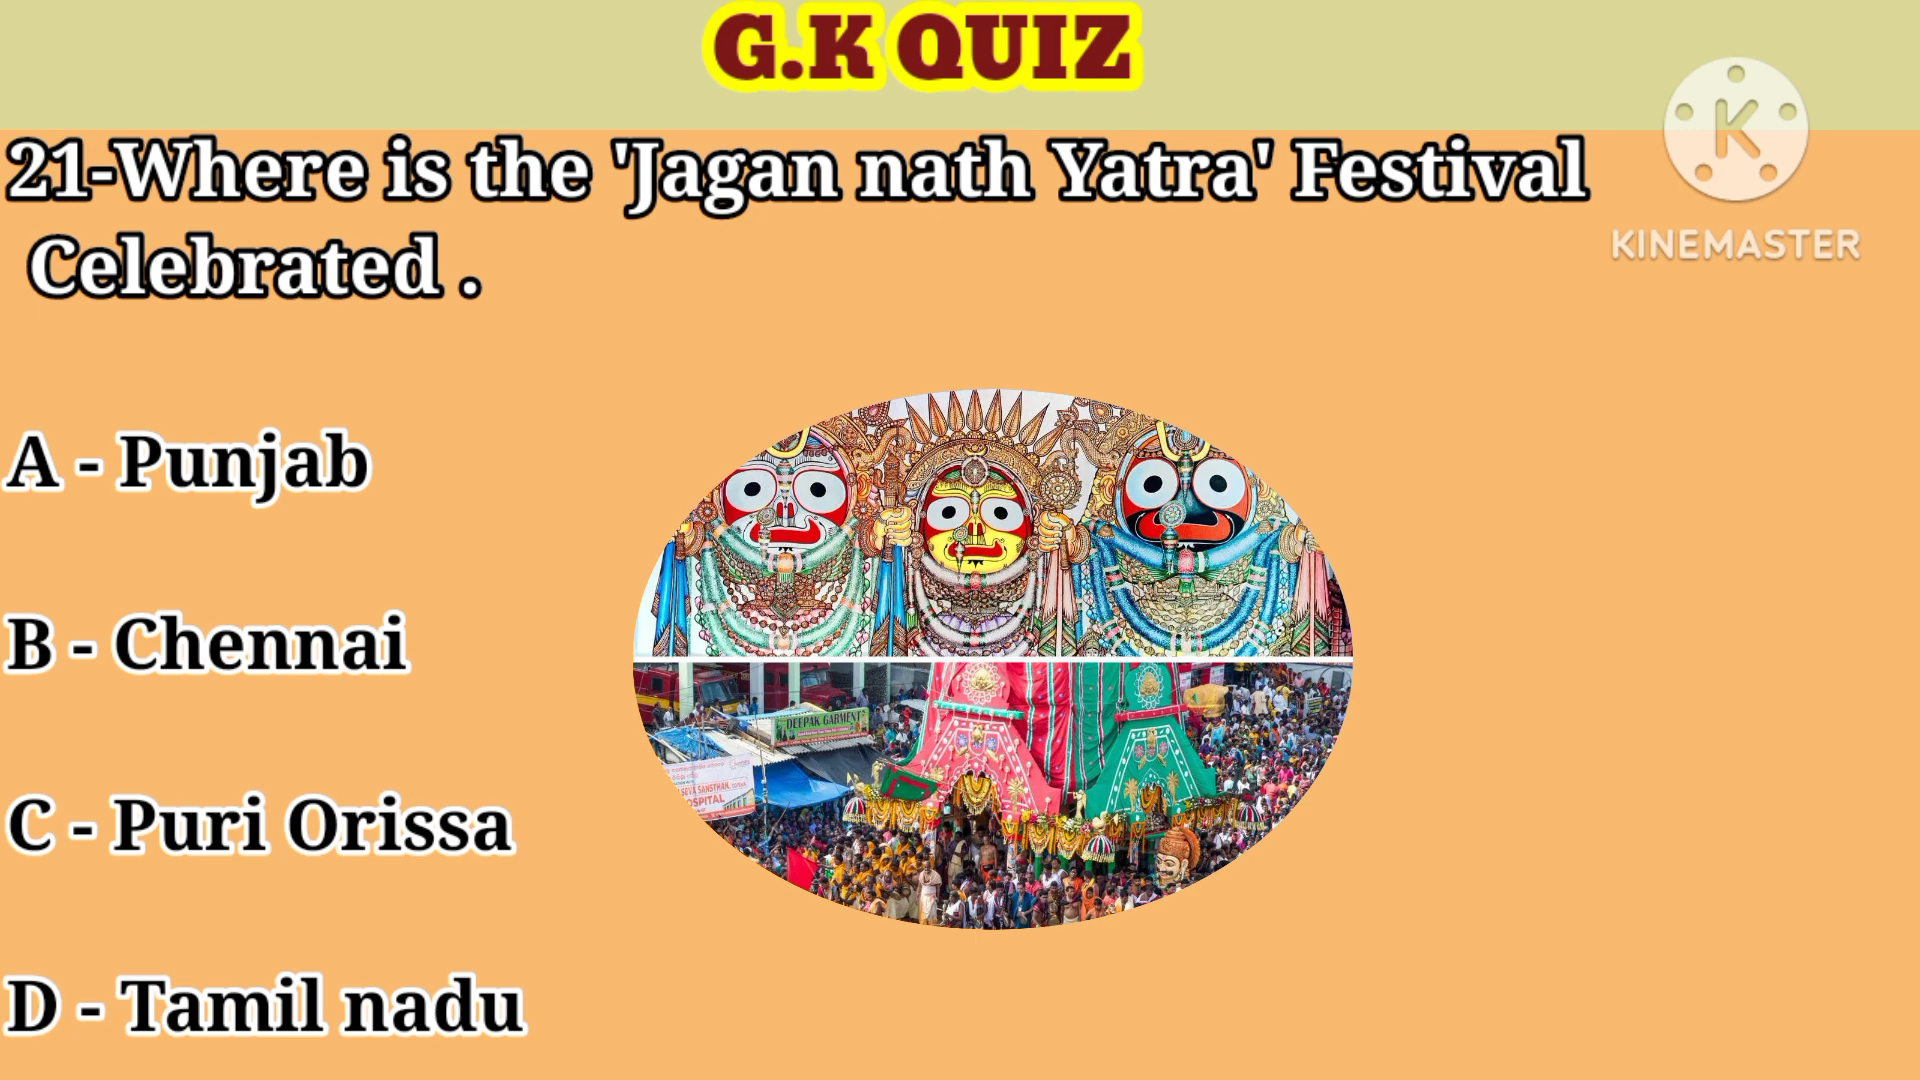 G.K QUIZ
21-Where is the 'Jagan nath Yatra' Festival
Celebrated .
KINEMASTER
A - Punjab
B - Chennai
C - Puri Orissa
D - Tamil nadu
DEEPAK GARMENT
SEVA SANSTHAN,